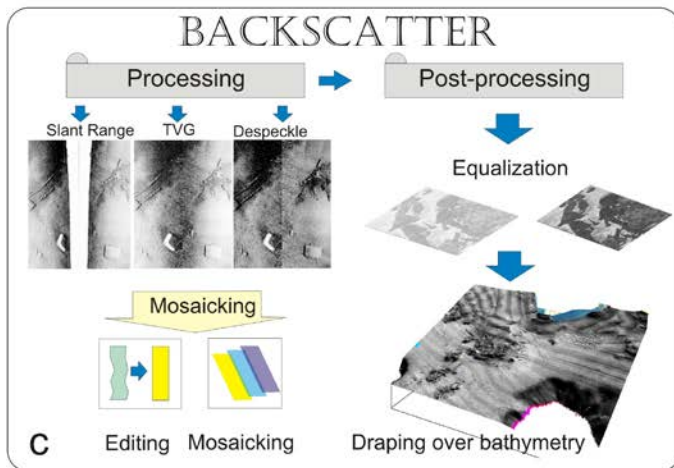 BACKSCATTER
Processing
Post-processing
Slant Range
TVG
Despeckle
Equalization
Mosaicking
Editing
Mosaicking
Draping over bathymetry
C